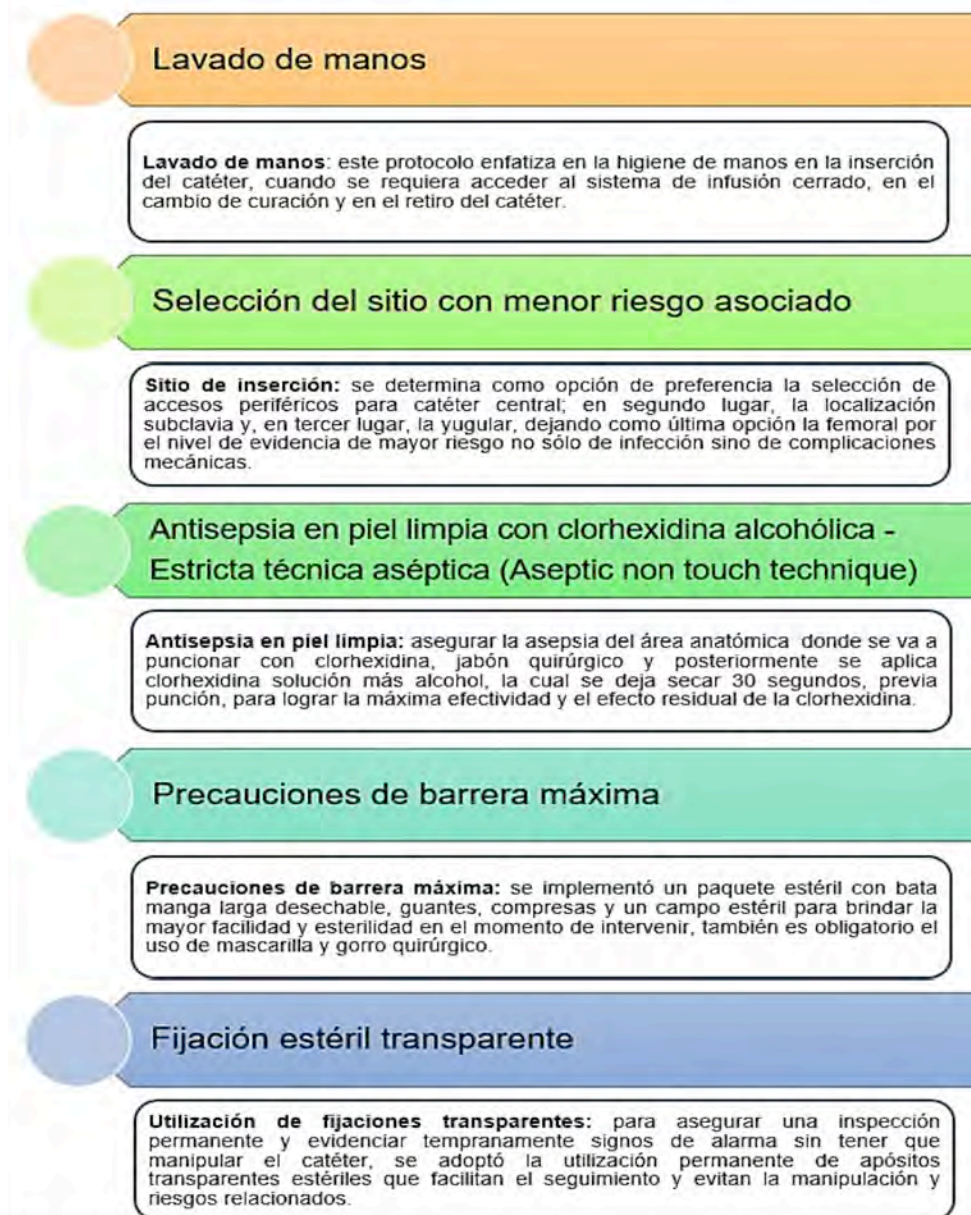 Lavado de manos
Lavado de manos: este protocolo enfatiza en la higiene de manos en la inserción
del catéter, cuando se requiera acceder al sistema de infusión cerrado, en el
cambio de curación y en el retiro del catéter.
Selección del sitio con menor riesgo asociado
Sitio de inserción: se determina como opción de preferencia la selección de
accesos periféricos para catéter central; en segundo lugar, la localización
subclavia y, en tercer lugar, la yugular, dejando como última opción la femoral por
el nivel de evidencia de mayor riesgo no sólo de infección sino de complicaciones
mecánicas.
Antisepsia en piel limpia con clorhexidina alcohólica -
Estricta técnica aséptica (Aseptic non touch technique)
Antisepsia en piel limpia: asegurar la asepsia del área anatómica donde se va a
puncionar con clorhexidina, jabón quirúrgico y posteriormente se aplica
clorhexidina solución más alcohol, la cual se deja secar 30 segundos, previa
punción, para lograr la máxima efectividad y el efecto residual de la clorhexidina.
Precauciones de barrera máxima
Precauciones de barrera máxima: se implementó un paquete estéril con bata
manga larga desechable, guantes, compresas y un campo estéril para brindar la
mayor facilidad y esterilidad en el momento de intervenir, también es obligatorio el
uso de mascarilla y gorro quirúrgico.
Fijación estéril transparente
Utilización de fijaciones transparentes: para asegurar una inspección
permanente y evidenciar tempranamente signos de alarma sin tener que
manipular el catéter, se adoptó la utilización permanente de apósitos
transparentes estériles que facilitan el seguimiento y evitan la manipulación y
riesgos relacionados.